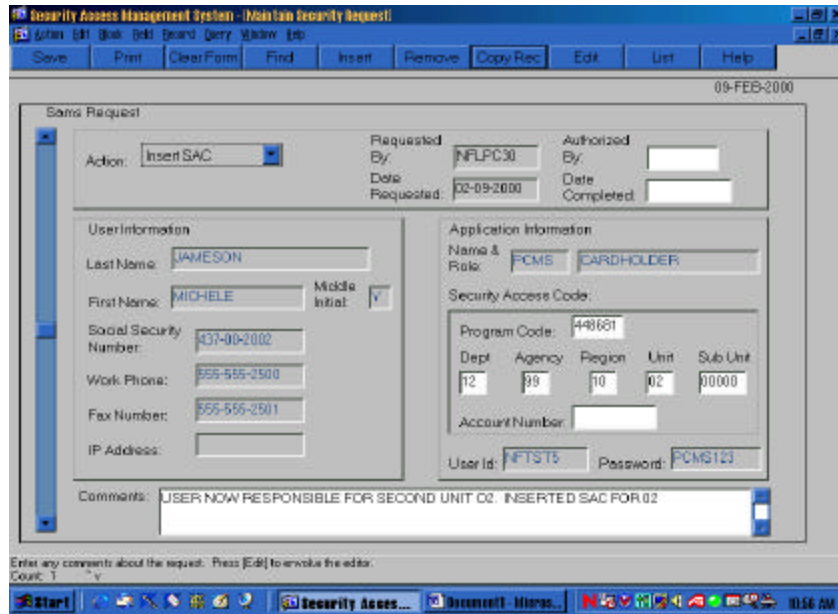 Security Access Management System - [Maintain Security Request]
Action Edit Block Field Record Query Window Help
Save Print Clear Form Find Insert Remove Copy Rec Edit List Help
09-FEB-2000
Sams Request
Action: Insert SAC
Requested By: NFLPC30
Authorized By:
Date Requested: 02-09-2000
Date Completed:
User Information
Last Name: JAMESON
First Name: MICHELE
Middle Initial: Y
Social Security Number: 437-00-2002
Work Phone: 555-555-2500
Fax Number: 555-555-2501
IP Address:
Application Information
Name & Role: PCMS CARDHOLDER
Security Access Code:
Program Code: 448681
Dept Agency Region Unit Sub Unit
12 99 10 02 00000
Account Number:
User Id: NFTST5 Password: PCMS123
Comments: USER NOW RESPONSIBLE FOR SECOND UNIT 02. INSERTED SAC FOR 02
Enter any comments about the request. Press [Edit] to envoke the editor.
Count: 1 ^ v
Start
Security Acces...
Document1 - Micros...
10:56 AM